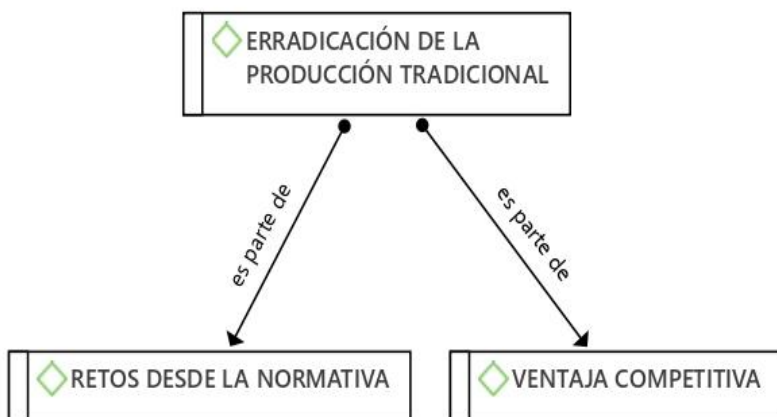 ERRADICACIÓN DE LA
PRODUCCIÓN TRADICIONAL
es parte de
es parte de
RETOS DESDE LA NORMATIVA
VENTAJA COMPETITIVA